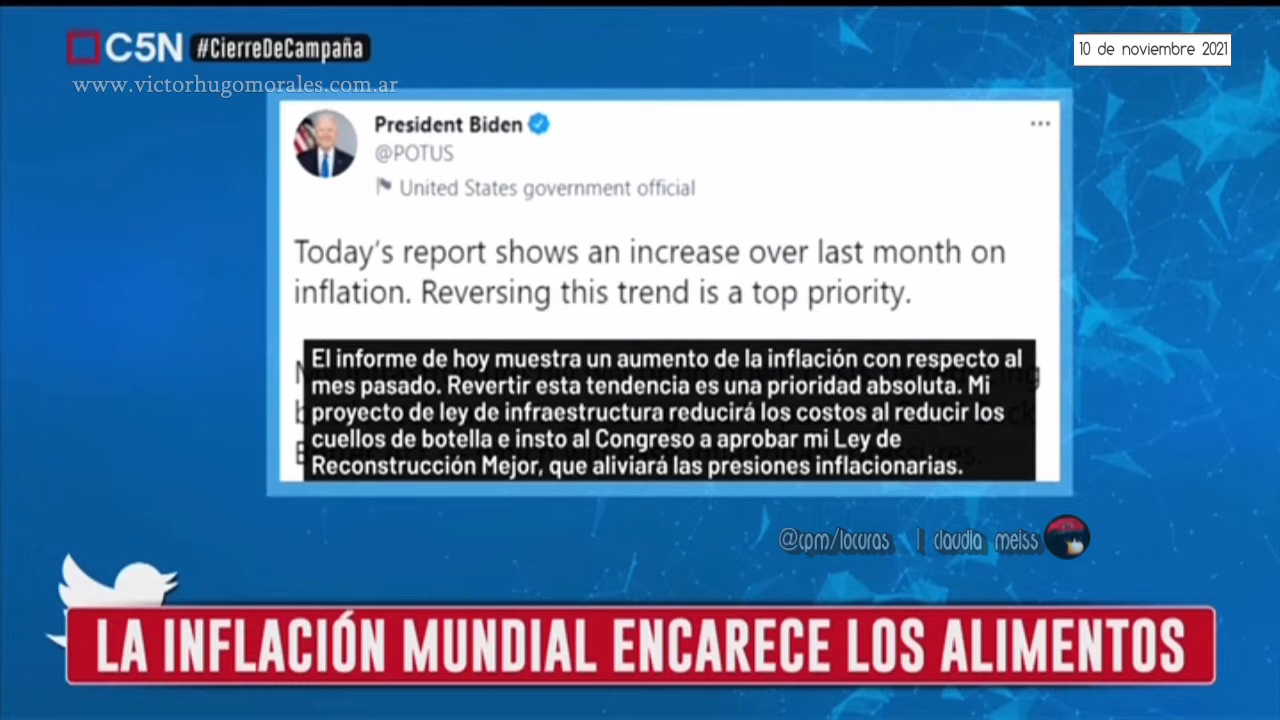 C5N #CierreDeCampaña
www.victorhugomorales.com.ar
10 de noviembre 2021
President Biden
@POTUS
United States government official
Today's report shows an increase over last month on
inflation. Reversing this trend is a top priority.
El informe de hoy muestra un aumento de la inflación con respecto al
mes pasado. Revertir esta tendencia es una prioridad absoluta. Mi
proyecto de ley de infraestructura reducirá los costos al reducir los
cuellos de botella e insto al Congreso a aprobar mi Ley de
Reconstrucción Mejor, que aliviará las presiones inflacionarias.
@cpm/locuras | claudia meiss
LA INFLACIÓN MUNDIAL ENCARECE LOS ALIMENTOS